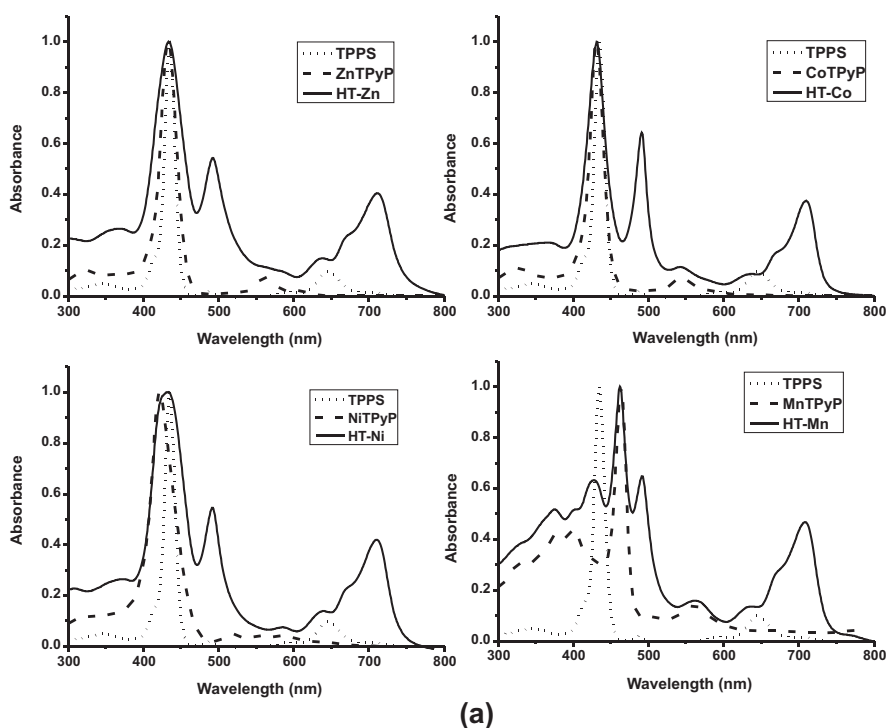 TPPS
ZnTPyP
HT-Zn
Absorbance
1.0
0.8
0.6
0.4
0.2
0.0
300 400 500 600 700 800
Wavelength (nm)
TPPS
CoTPyP
HT-Co
Absorbance
1.0
0.8
0.6
0.4
0.2
0.0
300 400 500 600 700 800
Wavelength (nm)
TPPS
NiTPyP
HT-Ni
Absorbance
1.0
0.8
0.6
0.4
0.2
0.0
300 400 500 600 700 800
Wavelength (nm)
TPPS
MnTPyP
HT-Mn
Absorbance
1.0
0.8
0.6
0.4
0.2
0.0
300 400 500 600 700 800
Wavelength (nm)
(a)